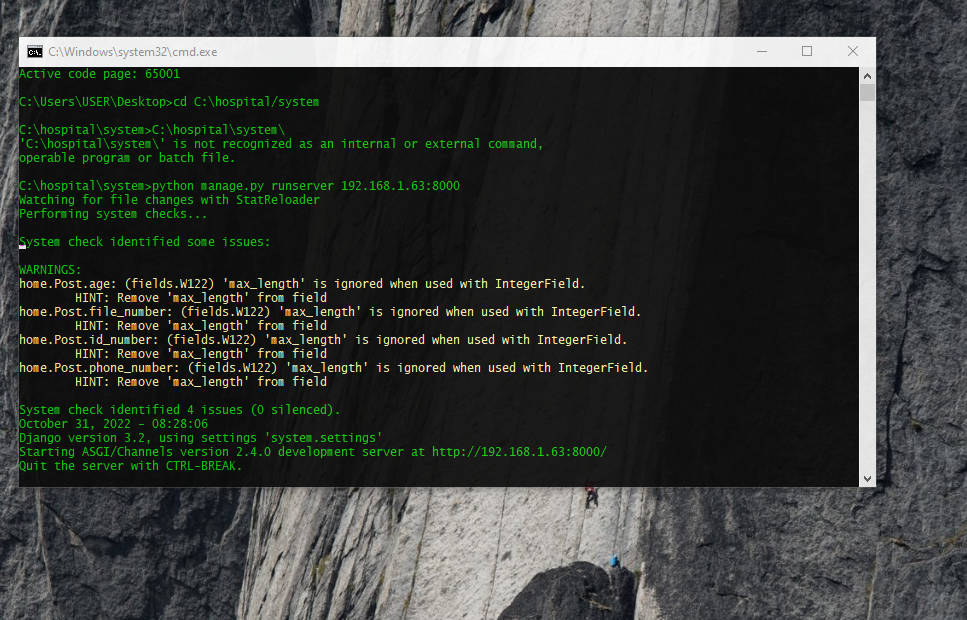 C:\Windows\system32\cmd.exe
Active code page: 65001
C:\Users\USER\Desktop>cd C:\hospital/system
C:\hospital\system>C:\hospital\system\
'C:\hospital\system\' is not recognized as an internal or external command,
operable program or batch file.
C:\hospital\system>python manage.py runserver 192.168.1.63:8000
Watching for file changes with StatReloader
Performing system checks...
System check identified some issues:
WARNINGS:
home.Post.age: (fields.W122) 'max_length' is ignored when used with IntegerField.
HINT: Remove 'max_length' from field
home.Post.file_number: (fields.W122) 'max_length' is ignored when used with IntegerField.
HINT: Remove 'max_length' from field
home.Post.id_number: (fields.W122) 'max_length' is ignored when used with IntegerField.
HINT: Remove 'max_length' from field
home.Post.phone_number: (fields.W122) 'max_length' is ignored when used with IntegerField.
HINT: Remove 'max_length' from field
System check identified 4 issues (0 silenced).
October 31, 2022 - 08:28:06
Django version 3.2, using settings 'system.settings'
Starting ASGI/Channels version 2.4.0 development server at http://192.168.1.63:8000/
Quit the server with CTRL-BREAK.